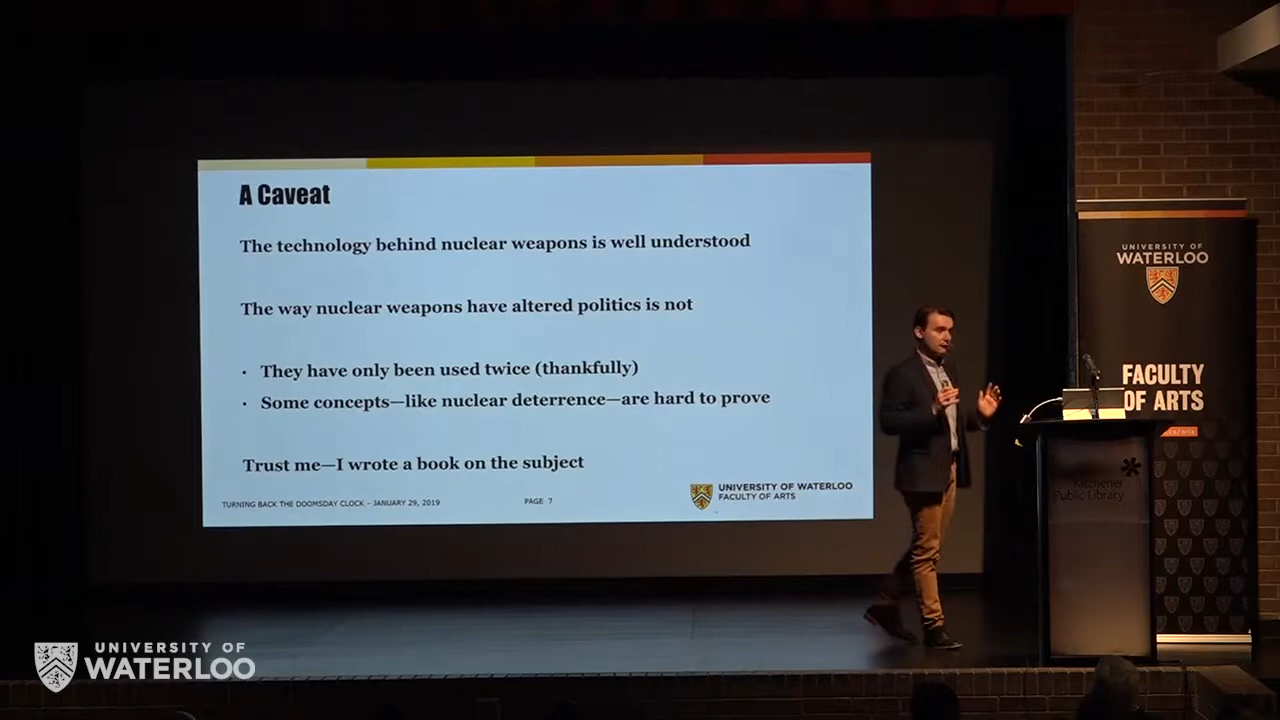 A Caveat
The technology behind nuclear weapons is well understood
The way nuclear weapons have altered politics is not
• They have only been used twice (thankfully)
• Some concepts—like nuclear deterrence—are hard to prove
Trust me—I wrote a book on the subject
TURNING BACK THE DOOMSDAY CLOCK – JANUARY 29, 2019
PAGE 7
UNIVERSITY OF WATERLOO
FACULTY OF ARTS
UNIVERSITY OF
WATERLOO
FACULTY
OF ARTS
Kitchener
Public Library
UNIVERSITY OF
WATERLOO